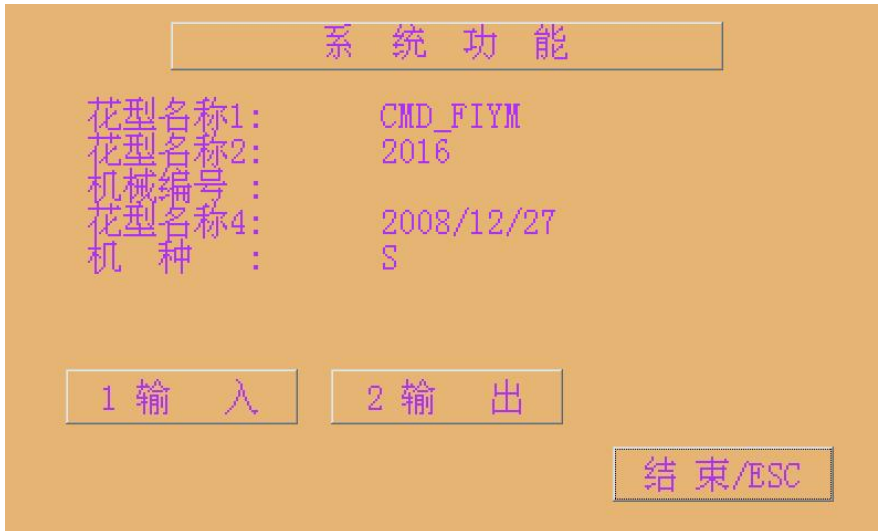 系 统 功 能
花型名称1: CMD_FIYM
花型名称2: 2016
机械编号 :
花型名称4: 2008/12/27
机 种 : S
1 输 入 2 输 出
结 束/ESC